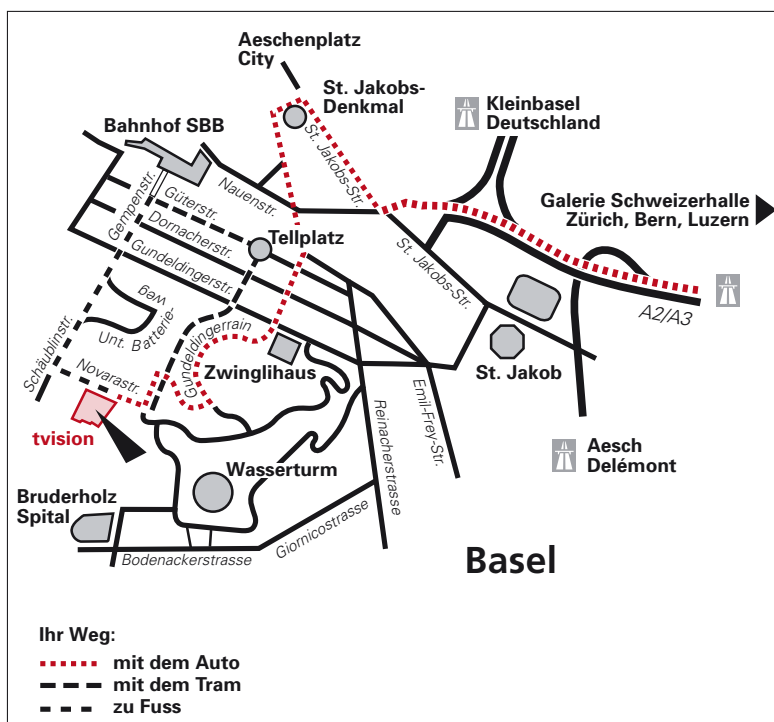 Aeschenplatz
City
St. Jakobs-
Denkmal
Kleinbasel
Deutschland
Bahnhof SBB
St. Jakobs-Str.
Galerie Schweizerhalle
Zürich, Bern, Luzern
Gempenstr.
Güterstr.
Nauenstr.
Dornacherstr.
Tellplatz
Gundeldingerstr.
St. Jakobs-Str.
A2/A3
Unt. Batterie-
weg
Schäublinstr.
Novarastr.
Gundeldingerrain
Zwinglihaus
St. Jakob
tvision
Reinacherstrasse
Emil-Frey-Str.
Aesch
Delémont
Wasserturm
Bruderholz
Spital
Giornicostrasse
Bodenackerstrasse
Basel
Ihr Weg:
mit dem Auto
mit dem Tram
zu Fuss